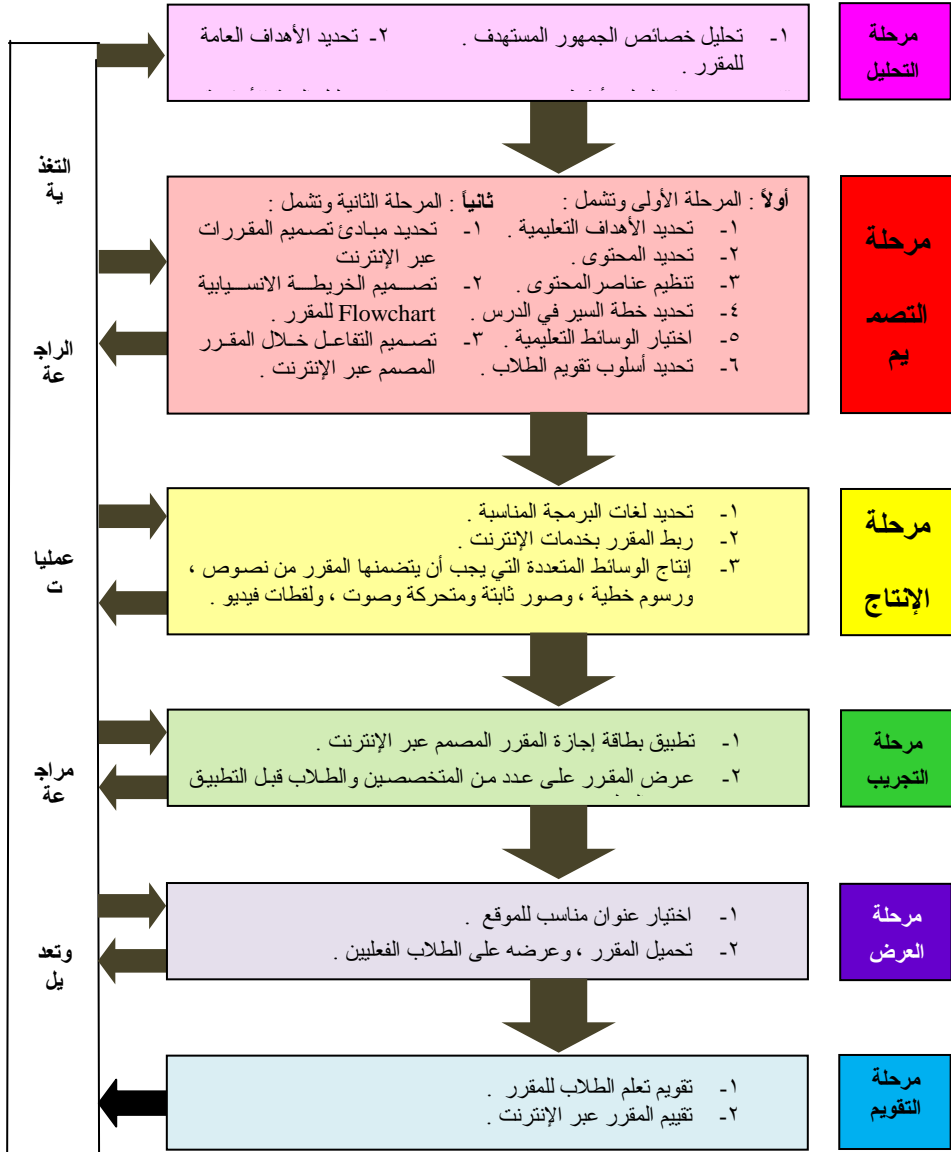 مرحلة
التحليل
١- تحليل خصائص الجمهور المستهدف . ٢- تحديد الأهداف العامة
للمقرر .
مرحلة
التصمـ
يم
أولاً : المرحلة الأولى وتشمل :
١- تحديد الأهداف التعليمية .
٢- تحديد المحتوى .
٣- تنظيم عناصر المحتوى .
٤- تحديد خطة السير في الدرس .
٥- اختيار الوسائط التعليمية .
٦- تحديد أسلوب تقويم الطلاب .
ثانياً : المرحلة الثانية وتشمل :
١- تحديد مبادئ تصميم المقررات
عبر الإنترنت
٢- تصميم الخريطة الانسيابية
Flowchart للمقرر .
٣- تصميم التفاعل خلال المقرر
المصمم عبر الإنترنت .
مرحلة
الإنتاج
١- تحديد لغات البرمجة المناسبة .
٢- ربط المقرر بخدمات الإنترنت .
٣- إنتاج الوسائط المتعددة التي يجب أن يتضمنها المقرر من نصوص ،
ورسوم خطية ، وصور ثابتة ومتحركة وصوت ، ولقطات فيديو .
مرحلة
التجريب
١- تطبيق بطاقة إجازة المقرر المصمم عبر الإنترنت .
٢- عرض المقرر على عدد من المتخصصين والطلاب قبل التطبيق
مرحلة
العرض
١- اختيار عنوان مناسب للموقع .
٢- تحميل المقرر ، وعرضه على الطلاب الفعليين .
مرحلة
التقويم
١- تقويم تعلم الطلاب للمقرر .
٢- تقييم المقرر عبر الإنترنت .
التغذ
ية
الراج
عة
عمليا
ت
مراج
عة
وتعد
يل